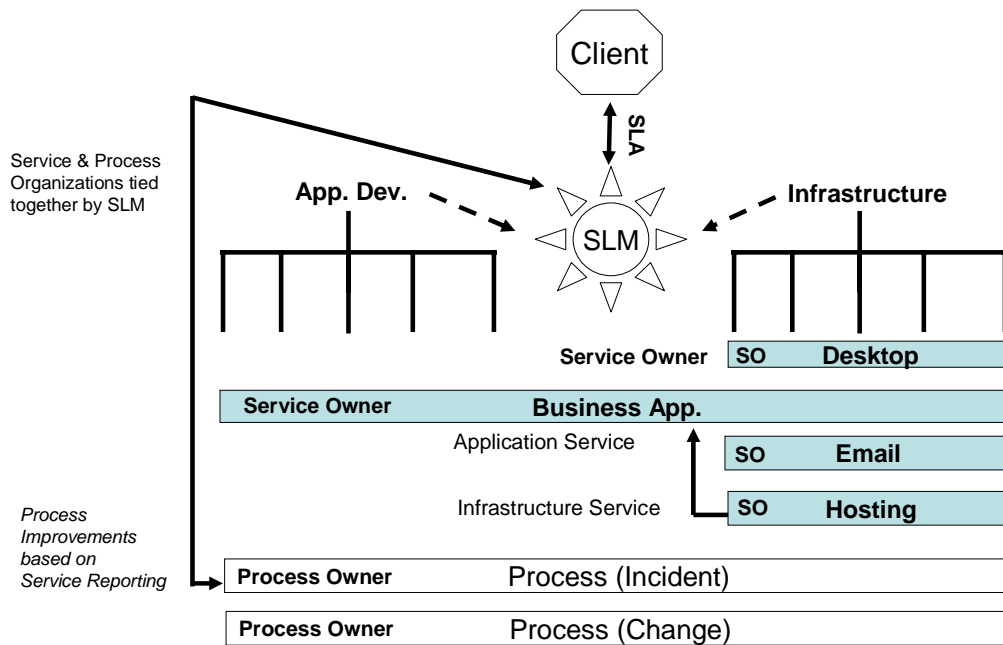 Client
SLA
Service & Process
Organizations tied
together by SLM
App. Dev.
Infrastructure
SLM
Service Owner
SO Desktop
Service Owner Business App.
Application Service
SO Email
Infrastructure Service
SO Hosting
Process
Improvements
based on
Service Reporting
Process Owner Process (Incident)
Process Owner Process (Change)